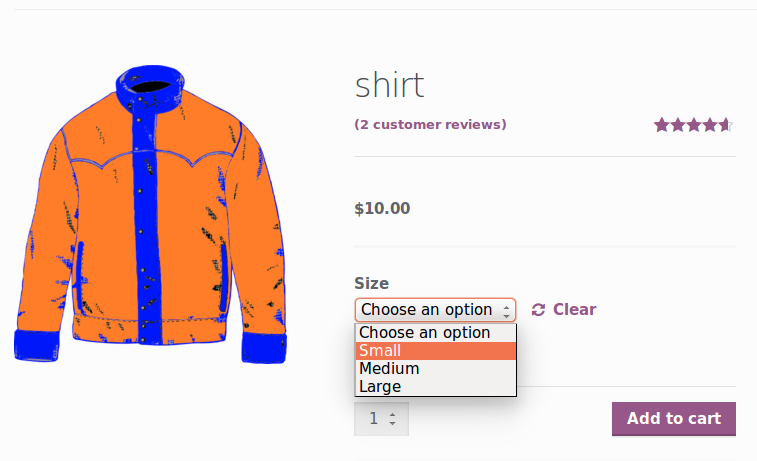 shirt
(2 customer reviews)
$10.00
Size
Choose an option
Clear
Choose an option
Small
Medium
Large
1
Add to cart